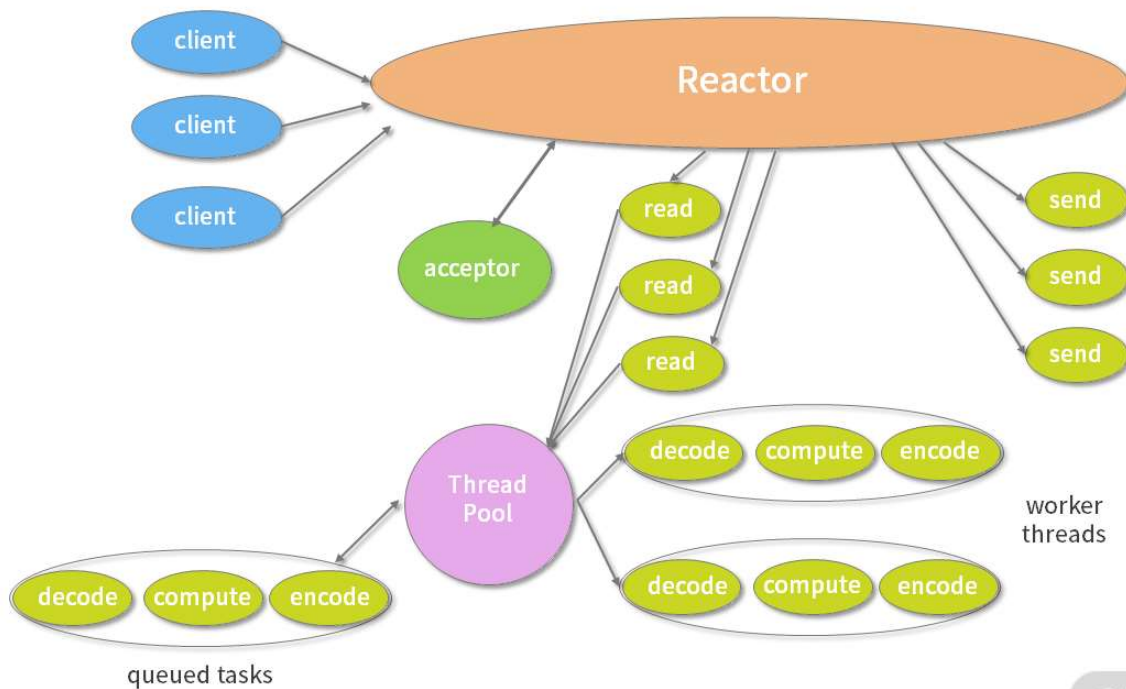 client
Reactor
client
client
read
send
acceptor
read
send
read
send
decode compute encode
Thread
Pool
worker
threads
decode compute encode
decode compute encode
queued tasks